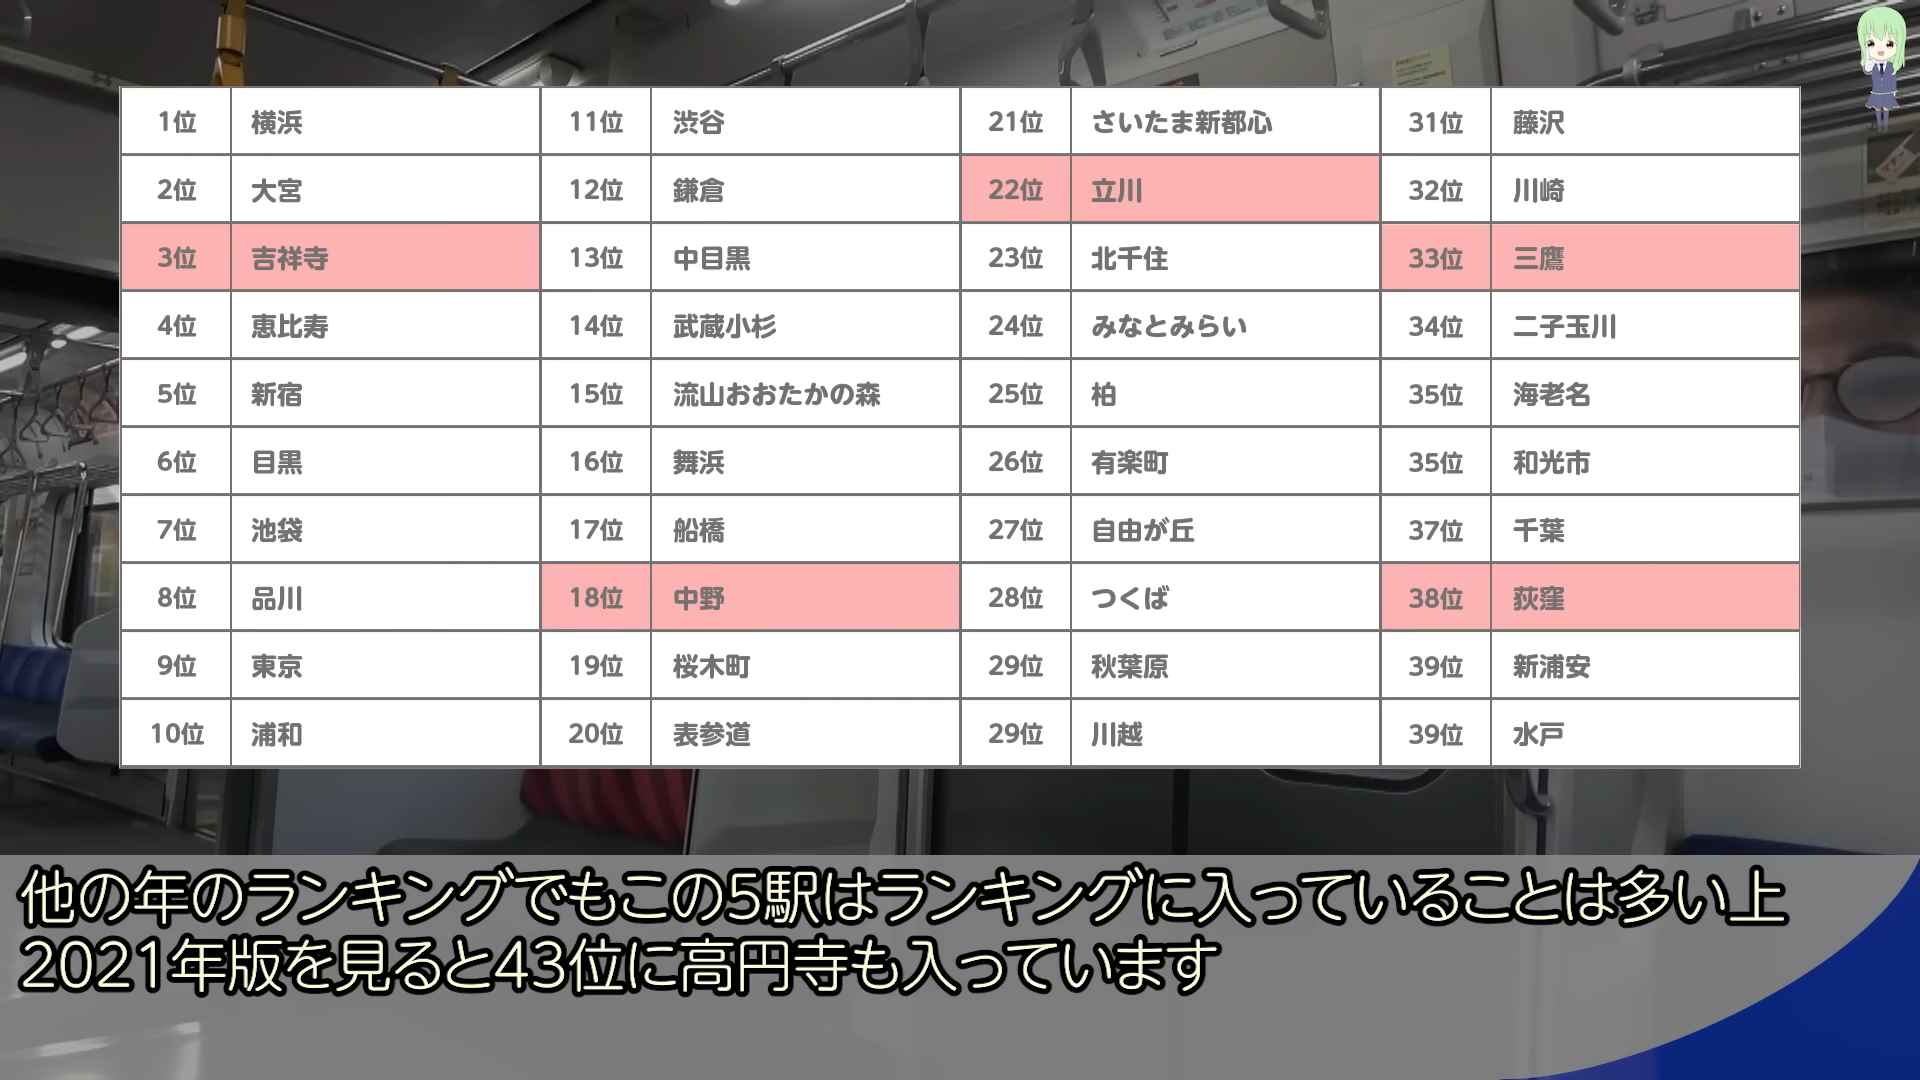 1位 横浜 11位 渋谷 21位 さいたま新都心 31位 藤沢
2位 大宮 12位 鎌倉 22位 立川 32位 川崎
3位 吉祥寺 13位 中目黒 23位 北千住 33位 三鷹
4位 恵比寿 14位 武蔵小杉 24位 みなとみらい 34位 二子玉川
5位 新宿 15位 流山おおたかの森 25位 柏 35位 海老名
6位 目黒 16位 舞浜 26位 有楽町 35位 和光市
7位 池袋 17位 船橋 27位 自由が丘 37位 千葉
8位 品川 18位 中野 28位 つくば 38位 荻窪
9位 東京 19位 桜木町 29位 秋葉原 39位 新浦安
10位 浦和 20位 表参道 29位 川越 39位 水戸
他の年のランキングでもこの5駅はランキングに入っていることは多い上
2021年版を見ると43位に高円寺も入っています